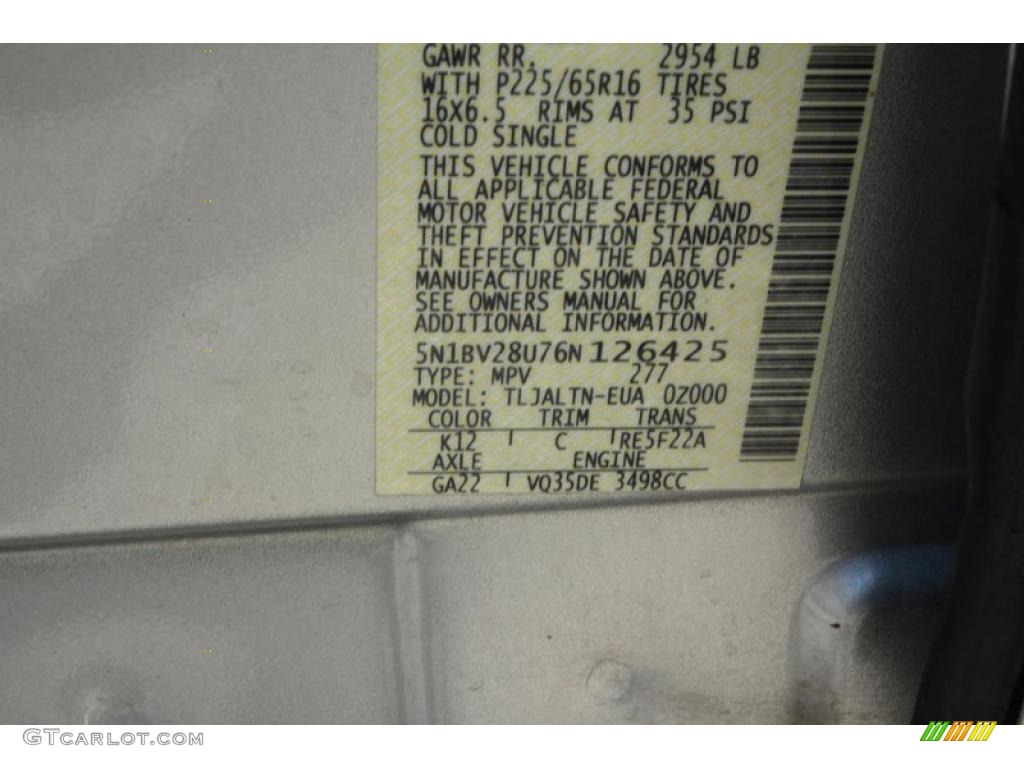 GAWR RR. 2954 LB
WITH P225/65R16 TIRES
16X6.5 RIMS AT 35 PSI
COLD SINGLE
THIS VEHICLE CONFORMS TO
ALL APPLICABLE FEDERAL
MOTOR VEHICLE SAFETY AND
THEFT PREVENTION STANDARDS
IN EFFECT ON THE DATE OF
MANUFACTURE SHOWN ABOVE.
SEE OWNERS MANUAL FOR
ADDITIONAL INFORMATION.
5N1BV28U76N126425
TYPE: MPV 277
MODEL: TLJALTN-EUA 0Z000
COLOR TRIM TRANS
K12 C RE5F22A
AXLE ENGINE
GA22 VQ35DE 3498CC
GTCARLOT.COM